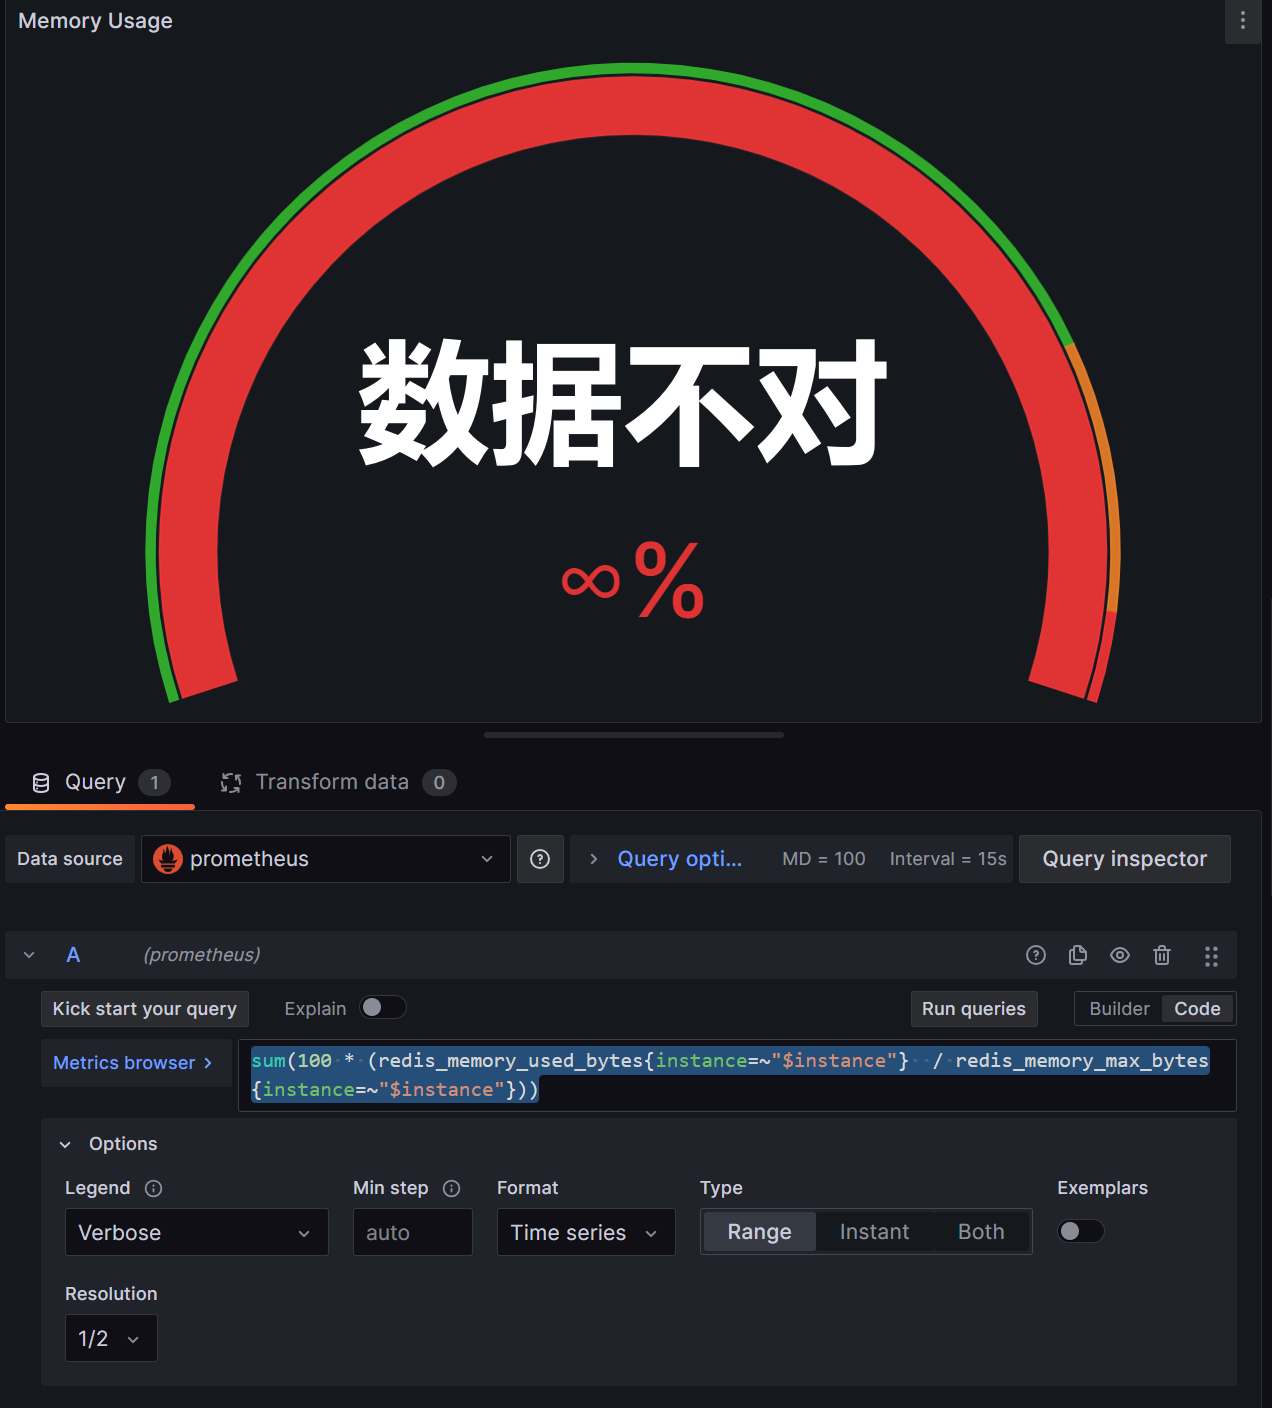 Memory Usage
数据不对
∞%
Query 1 Transform data 0
Data source prometheus Query opti... MD = 100 Interval = 15s Query inspector
A (prometheus)
Kick start your query Explain Run queries Builder Code
Metrics browser > sum(100 * (redis_memory_used_bytes{instance=~"$instance"}  / redis_memory_max_bytes
{instance=~"$instance"}))
Options
Legend Min step Format Type Exemplars
Verbose auto Time series Range Instant Both
Resolution
1/2